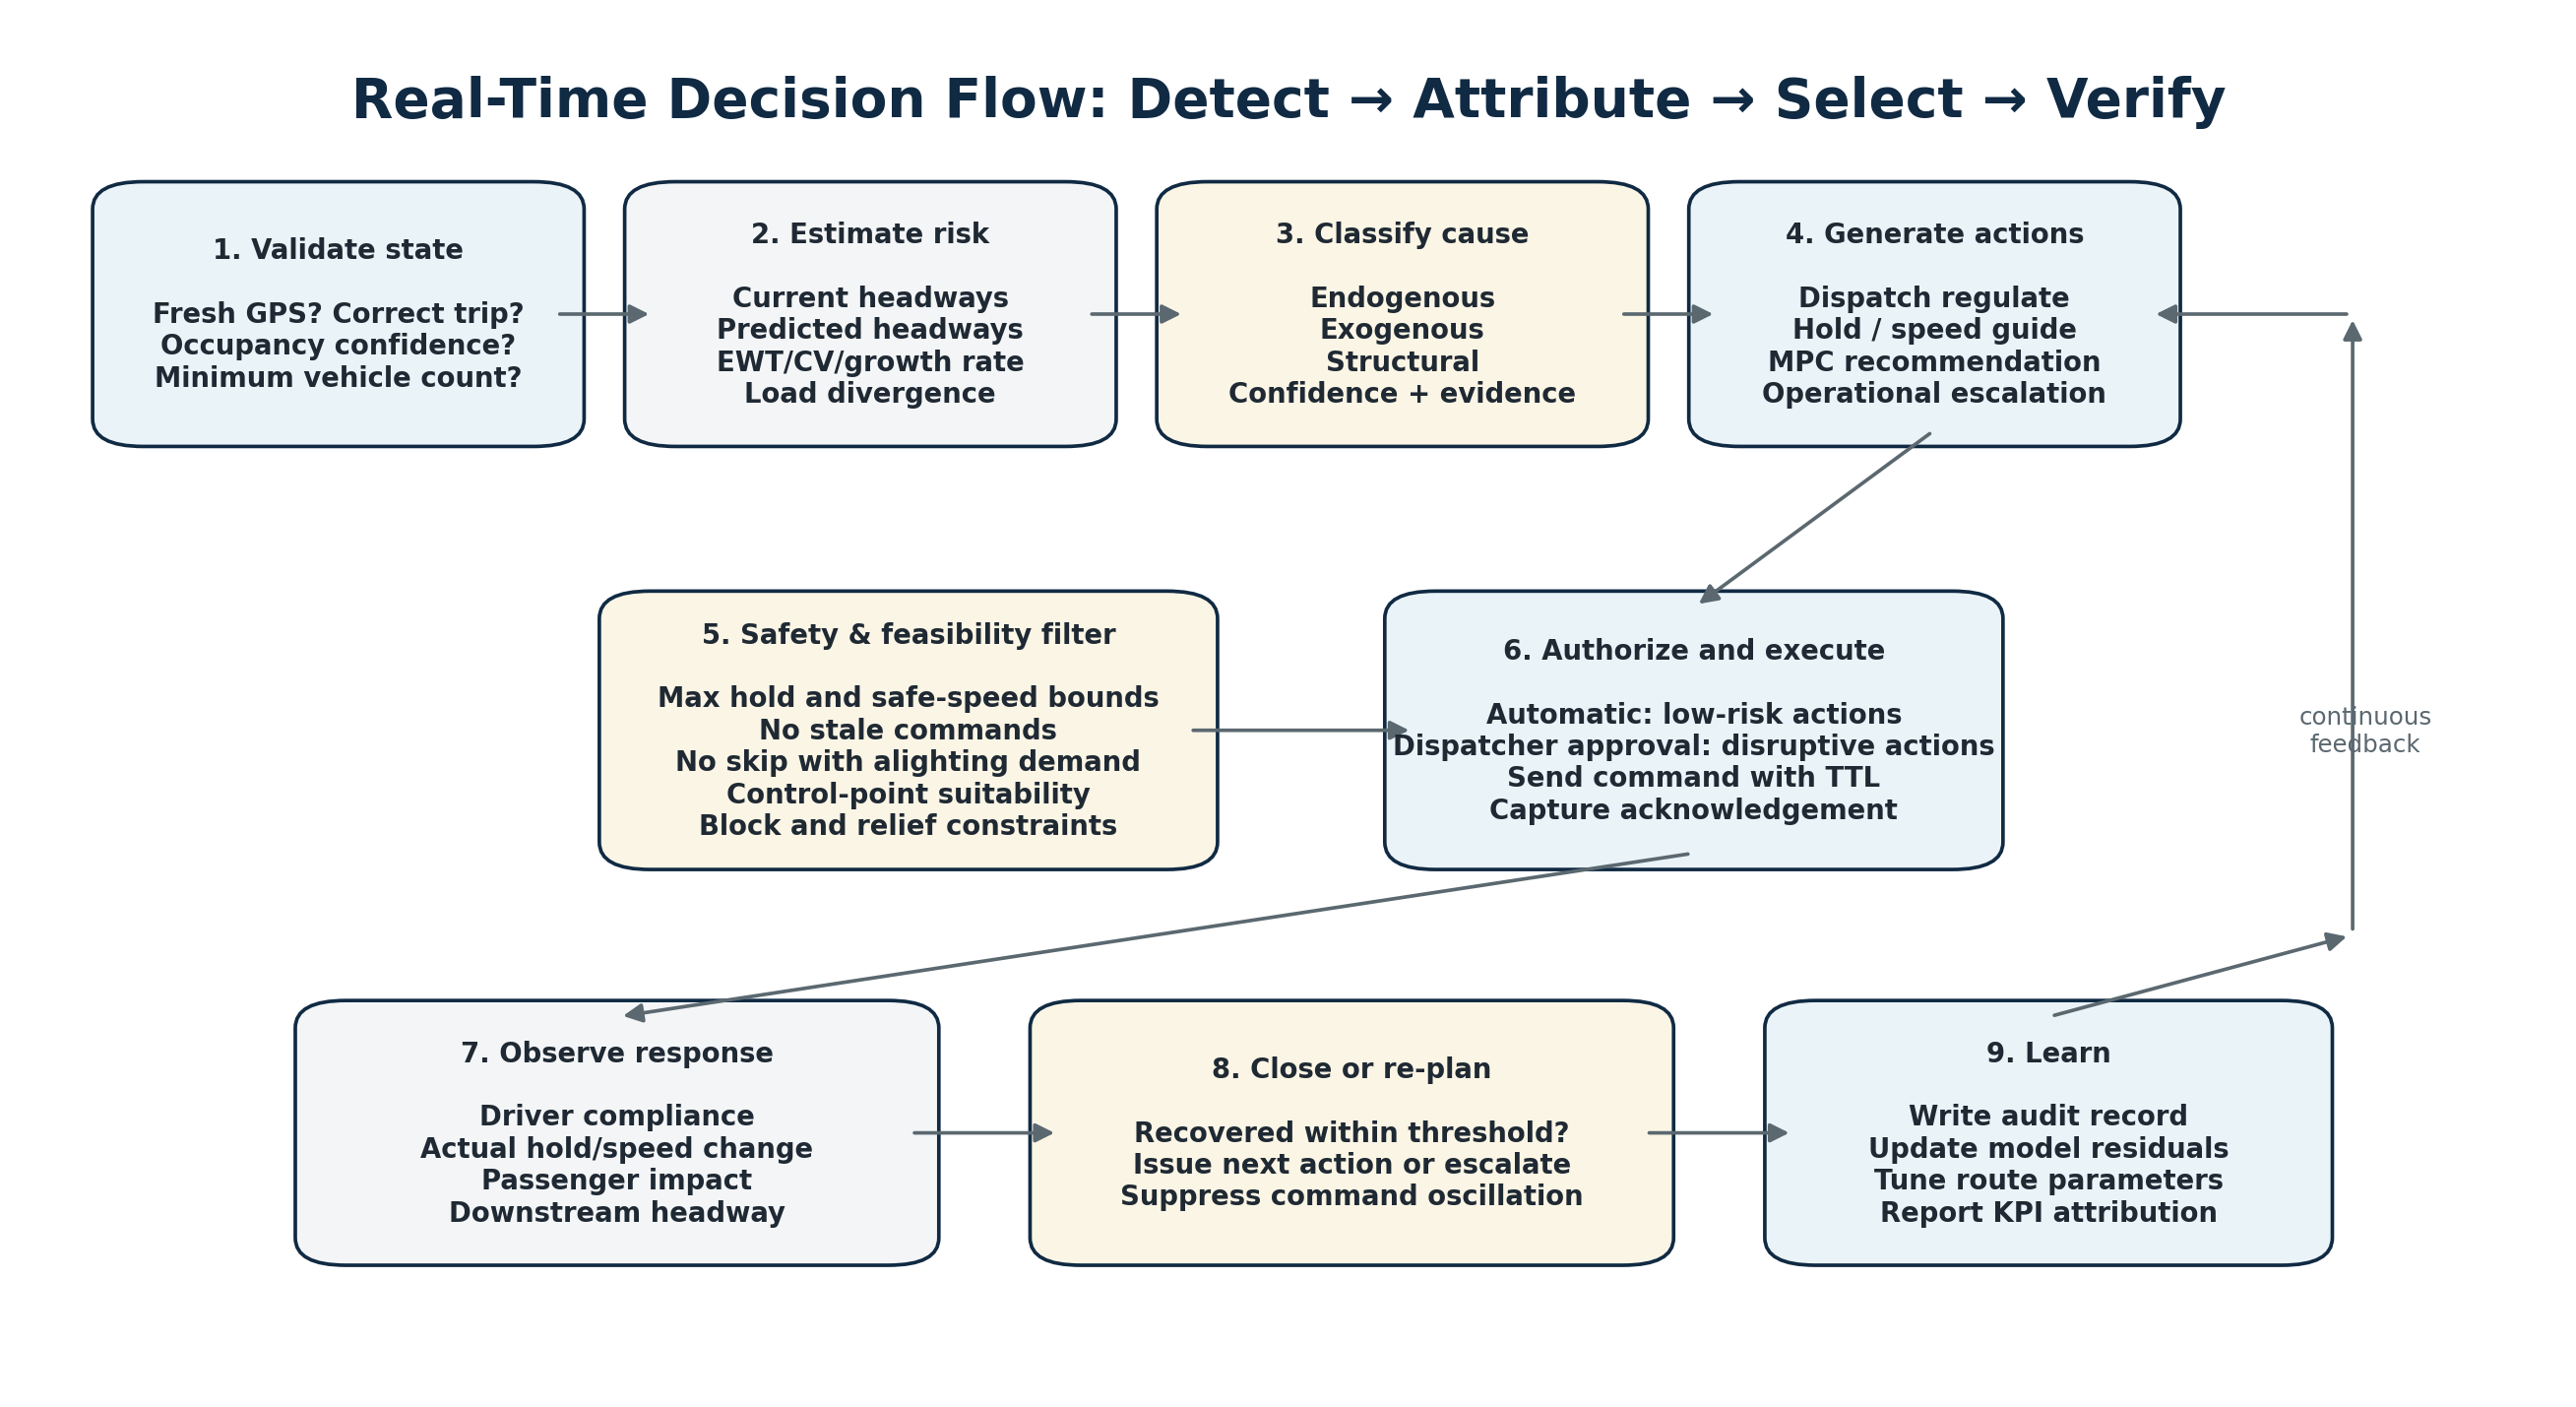 Real-Time Decision Flow: Detect → Attribute → Select → Verify
1. Validate state
Fresh GPS? Correct trip?
Occupancy confidence?
Minimum vehicle count?
2. Estimate risk
Current headways
Predicted headways
EWT/CV/growth rate
Load divergence
3. Classify cause
Endogenous
Exogenous
Structural
Confidence + evidence
4. Generate actions
Dispatch regulate
Hold / speed guide
MPC recommendation
Operational escalation
5. Safety & feasibility filter
Max hold and safe-speed bounds
No stale commands
No skip with alighting demand
Control-point suitability
Block and relief constraints
6. Authorize and execute
Automatic: low-risk actions
Dispatcher approval: disruptive actions
Send command with TTL
Capture acknowledgement
continuous
feedback
7. Observe response
Driver compliance
Actual hold/speed change
Passenger impact
Downstream headway
8. Close or re-plan
Recovered within threshold?
Issue next action or escalate
Suppress command oscillation
9. Learn
Write audit record
Update model residuals
Tune route parameters
Report KPI attribution